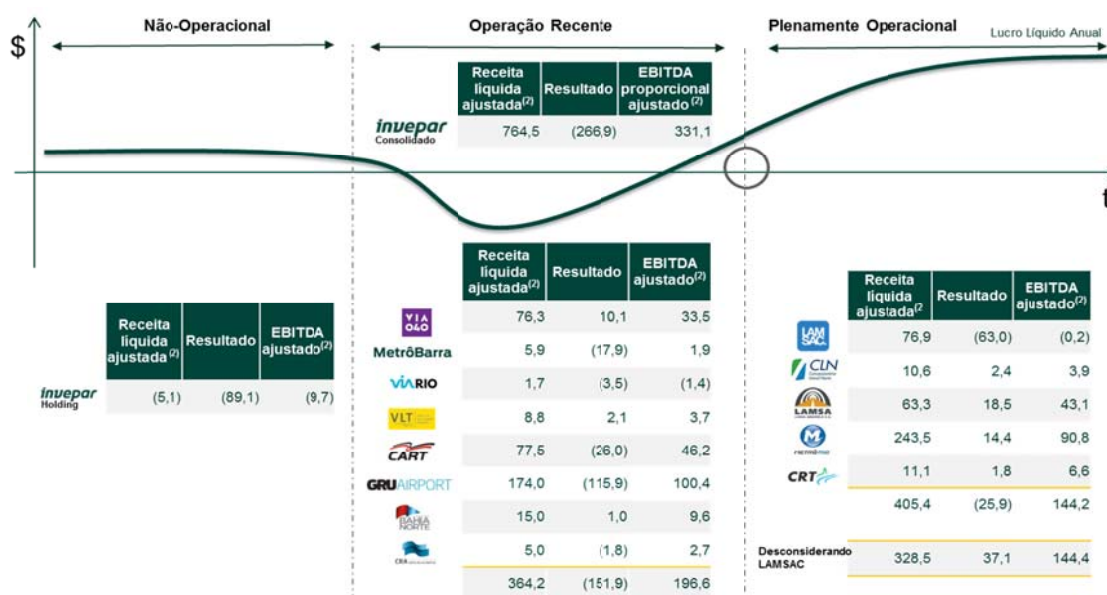 Não-Operacional
Operação Recente
Plenamente Operacional
Lucro Líquido Anual
$
Receita líquida ajustada(2) Resultado EBITDA proporcional ajustado (2)
invepar Consolidado 764,5 (266,9) 331,1
t
Receita líquida ajustada (2) Resultado EBITDA ajustado(2)
invepar Holding (5,1) (89,1) (9,7)
Receita líquida ajustada(2) Resultado EBITDA ajustado(2)
VIA 040 76,3 10,1 33,5
MetrôBarra 5,9 (17,9) 1,9
VIARIO 1,7 (3,5) (1,4)
VLT 8,8 2,1 3,7
CART 77,5 (26,0) 46,2
GRUAIRPORT 174,0 (115,9) 100,4
BAHIA NORTE 15,0 1,0 9,6
CRA 5,0 (1,8) 2,7
364,2 (151,9) 196,6
Receita líquida ajustada(2 Resultado EBITDA ajustado(2)
LAMSAC. 76,9 (63,0) (0,2)
CLN 10,6 2,4 3,9
LAMSA 63,3 18,5 43,1
METRÔRIO 243,5 14,4 90,8
CRT 11,1 1,8 6,6
405,4 (25,9) 144,2
Desconsiderando LAMSAC 328,5 37,1 144,4